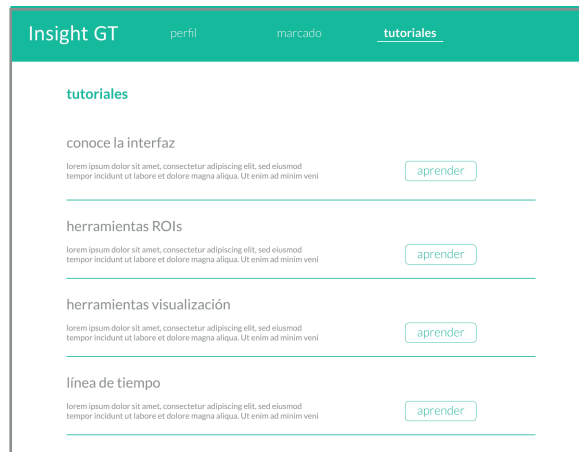 Insight GT
perfil
marcado
tutoriales
tutoriales
conoce la interfaz
lorem ipsum dolor sit amet, consectetur adipiscing elit, sed eiusmod
tempor incidunt ut labore et dolore magna aliqua. Ut enim ad minim veni
aprender
herramientas ROIs
lorem ipsum dolor sit amet, consectetur adipiscing elit, sed eiusmod
tempor incidunt ut labore et dolore magna aliqua. Ut enim ad minim veni
aprender
herramientas visualización
lorem ipsum dolor sit amet, consectetur adipiscing elit, sed eiusmod
tempor incidunt ut labore et dolore magna aliqua. Ut enim ad minim veni
aprender
línea de tiempo
lorem ipsum dolor sit amet, consectetur adipiscing elit, sed eiusmod
tempor incidunt ut labore et dolore magna aliqua. Ut enim ad minim veni
aprender